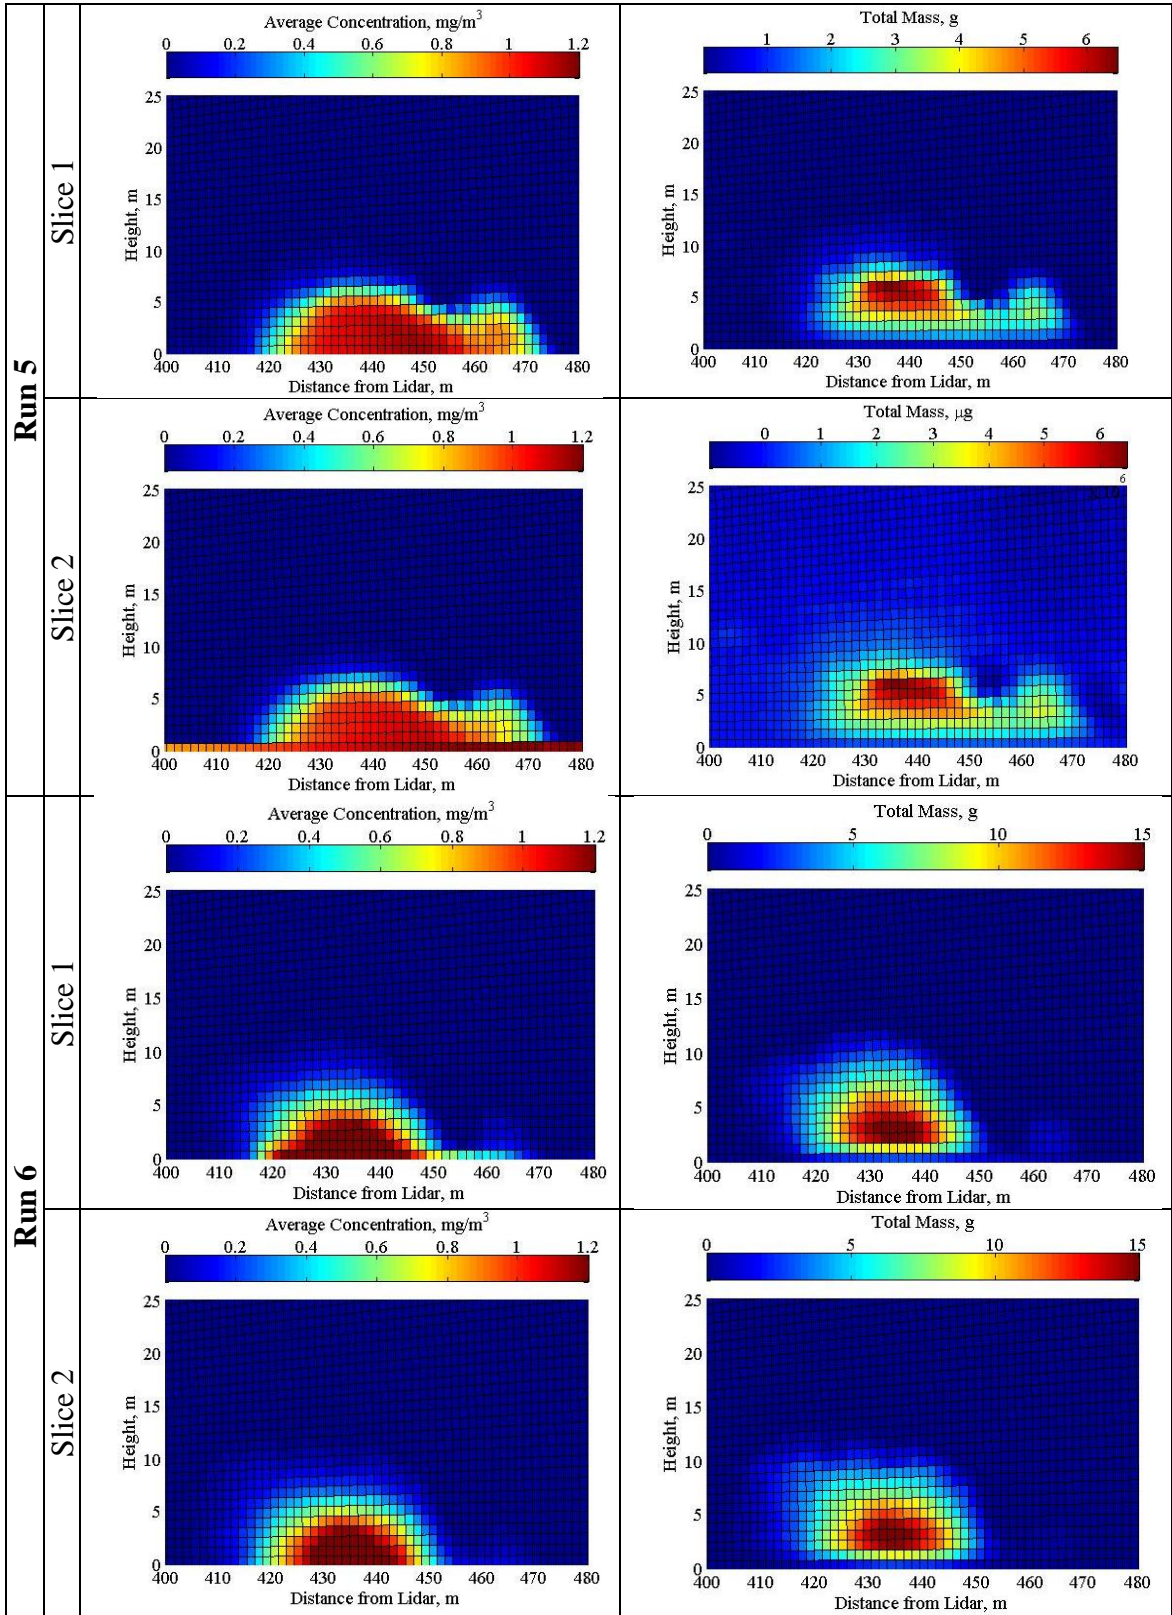 Run 5
Slice 1
Average Concentration, mg/m³
0 0.2 0.4 0.6 0.8 1 1.2
25
20
15
10
5
0
Height, m
400 410 420 430 440 450 460 470 480
Distance from Lidar, m
Total Mass, g
1 2 3 4 5 6
25
20
15
10
5
0
Height, m
400 410 420 430 440 450 460 470 480
Distance from Lidar, m
Slice 2
Average Concentration, mg/m³
0 0.2 0.4 0.6 0.8 1 1.2
25
20
15
10
5
0
Height, m
400 410 420 430 440 450 460 470 480
Distance from Lidar, m
Total Mass, μg
0 1 2 3 4 5 6
6
25
20
15
10
5
0
Height, m
400 410 420 430 440 450 460 470 480
Distance from Lidar, m
Run 6
Slice 1
Average Concentration, mg/m³
0 0.2 0.4 0.6 0.8 1 1.2
25
20
15
10
5
0
Height, m
400 410 420 430 440 450 460 470 480
Distance from Lidar, m
Total Mass, g
0 5 10 15
25
20
15
10
5
0
Height, m
400 410 420 430 440 450 460 470 480
Distance from Lidar, m
Slice 2
Average Concentration, mg/m³
0 0.2 0.4 0.6 0.8 1 1.2
25
20
15
10
5
0
Height, m
400 410 420 430 440 450 460 470 480
Distance from Lidar, m
Total Mass, g
0 5 10 15
25
20
15
10
5
0
Height, m
400 410 420 430 440 450 460 470 480
Distance from Lidar, m